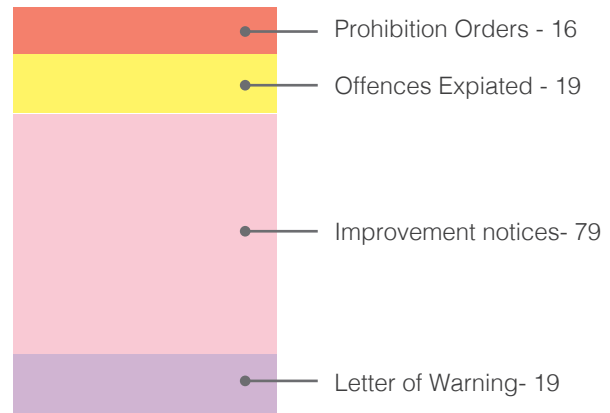 Prohibition Orders - 16
Offences Expiated - 19
Improvement notices- 79
Letter of Warning- 19